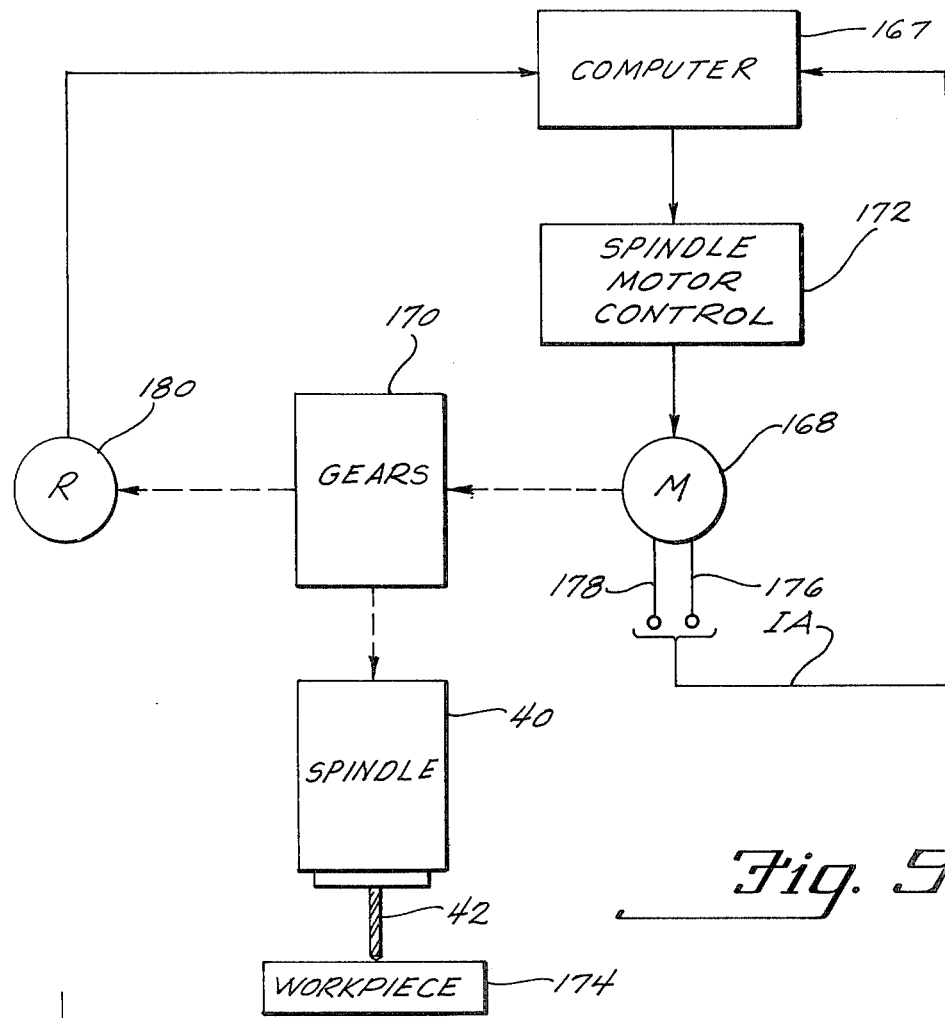 167
COMPUTER
172
SPINDLE
MOTOR
CONTROL
170
180
168
R
GEARS
M
178
176
IA
40
SPINDLE
Fig.
42
WORKPIECE
174